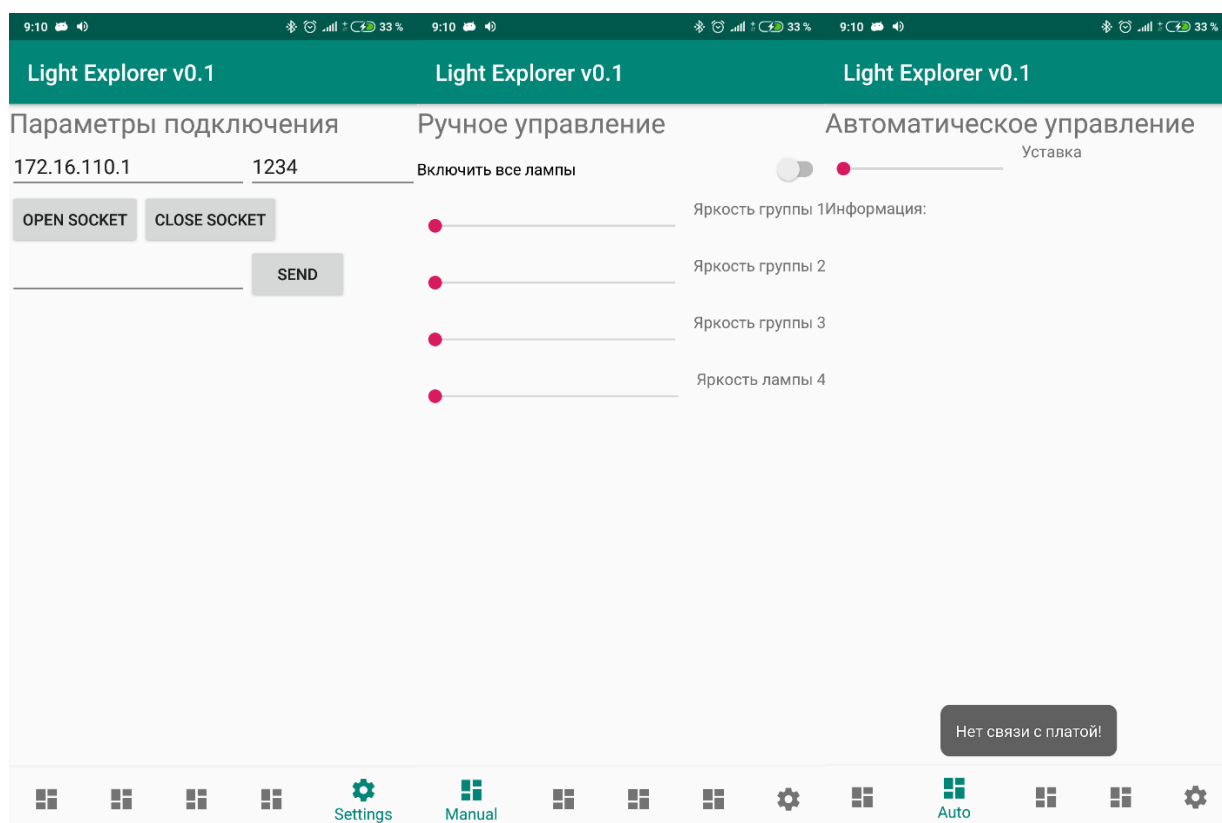 9:10 33 %
Light Explorer v0.1
Параметры подключения
172.16.110.1 1234
OPEN SOCKET CLOSE SOCKET
SEND
Settings
9:10 33 %
Light Explorer v0.1
Ручное управление
Включить все лампы
Яркость группы 1
Яркость группы 2
Яркость группы 3
Яркость лампы 4
Manual
9:10 33 %
Light Explorer v0.1
Автоматическое управление
Уставка
Информация:
Нет связи с платой!
Auto